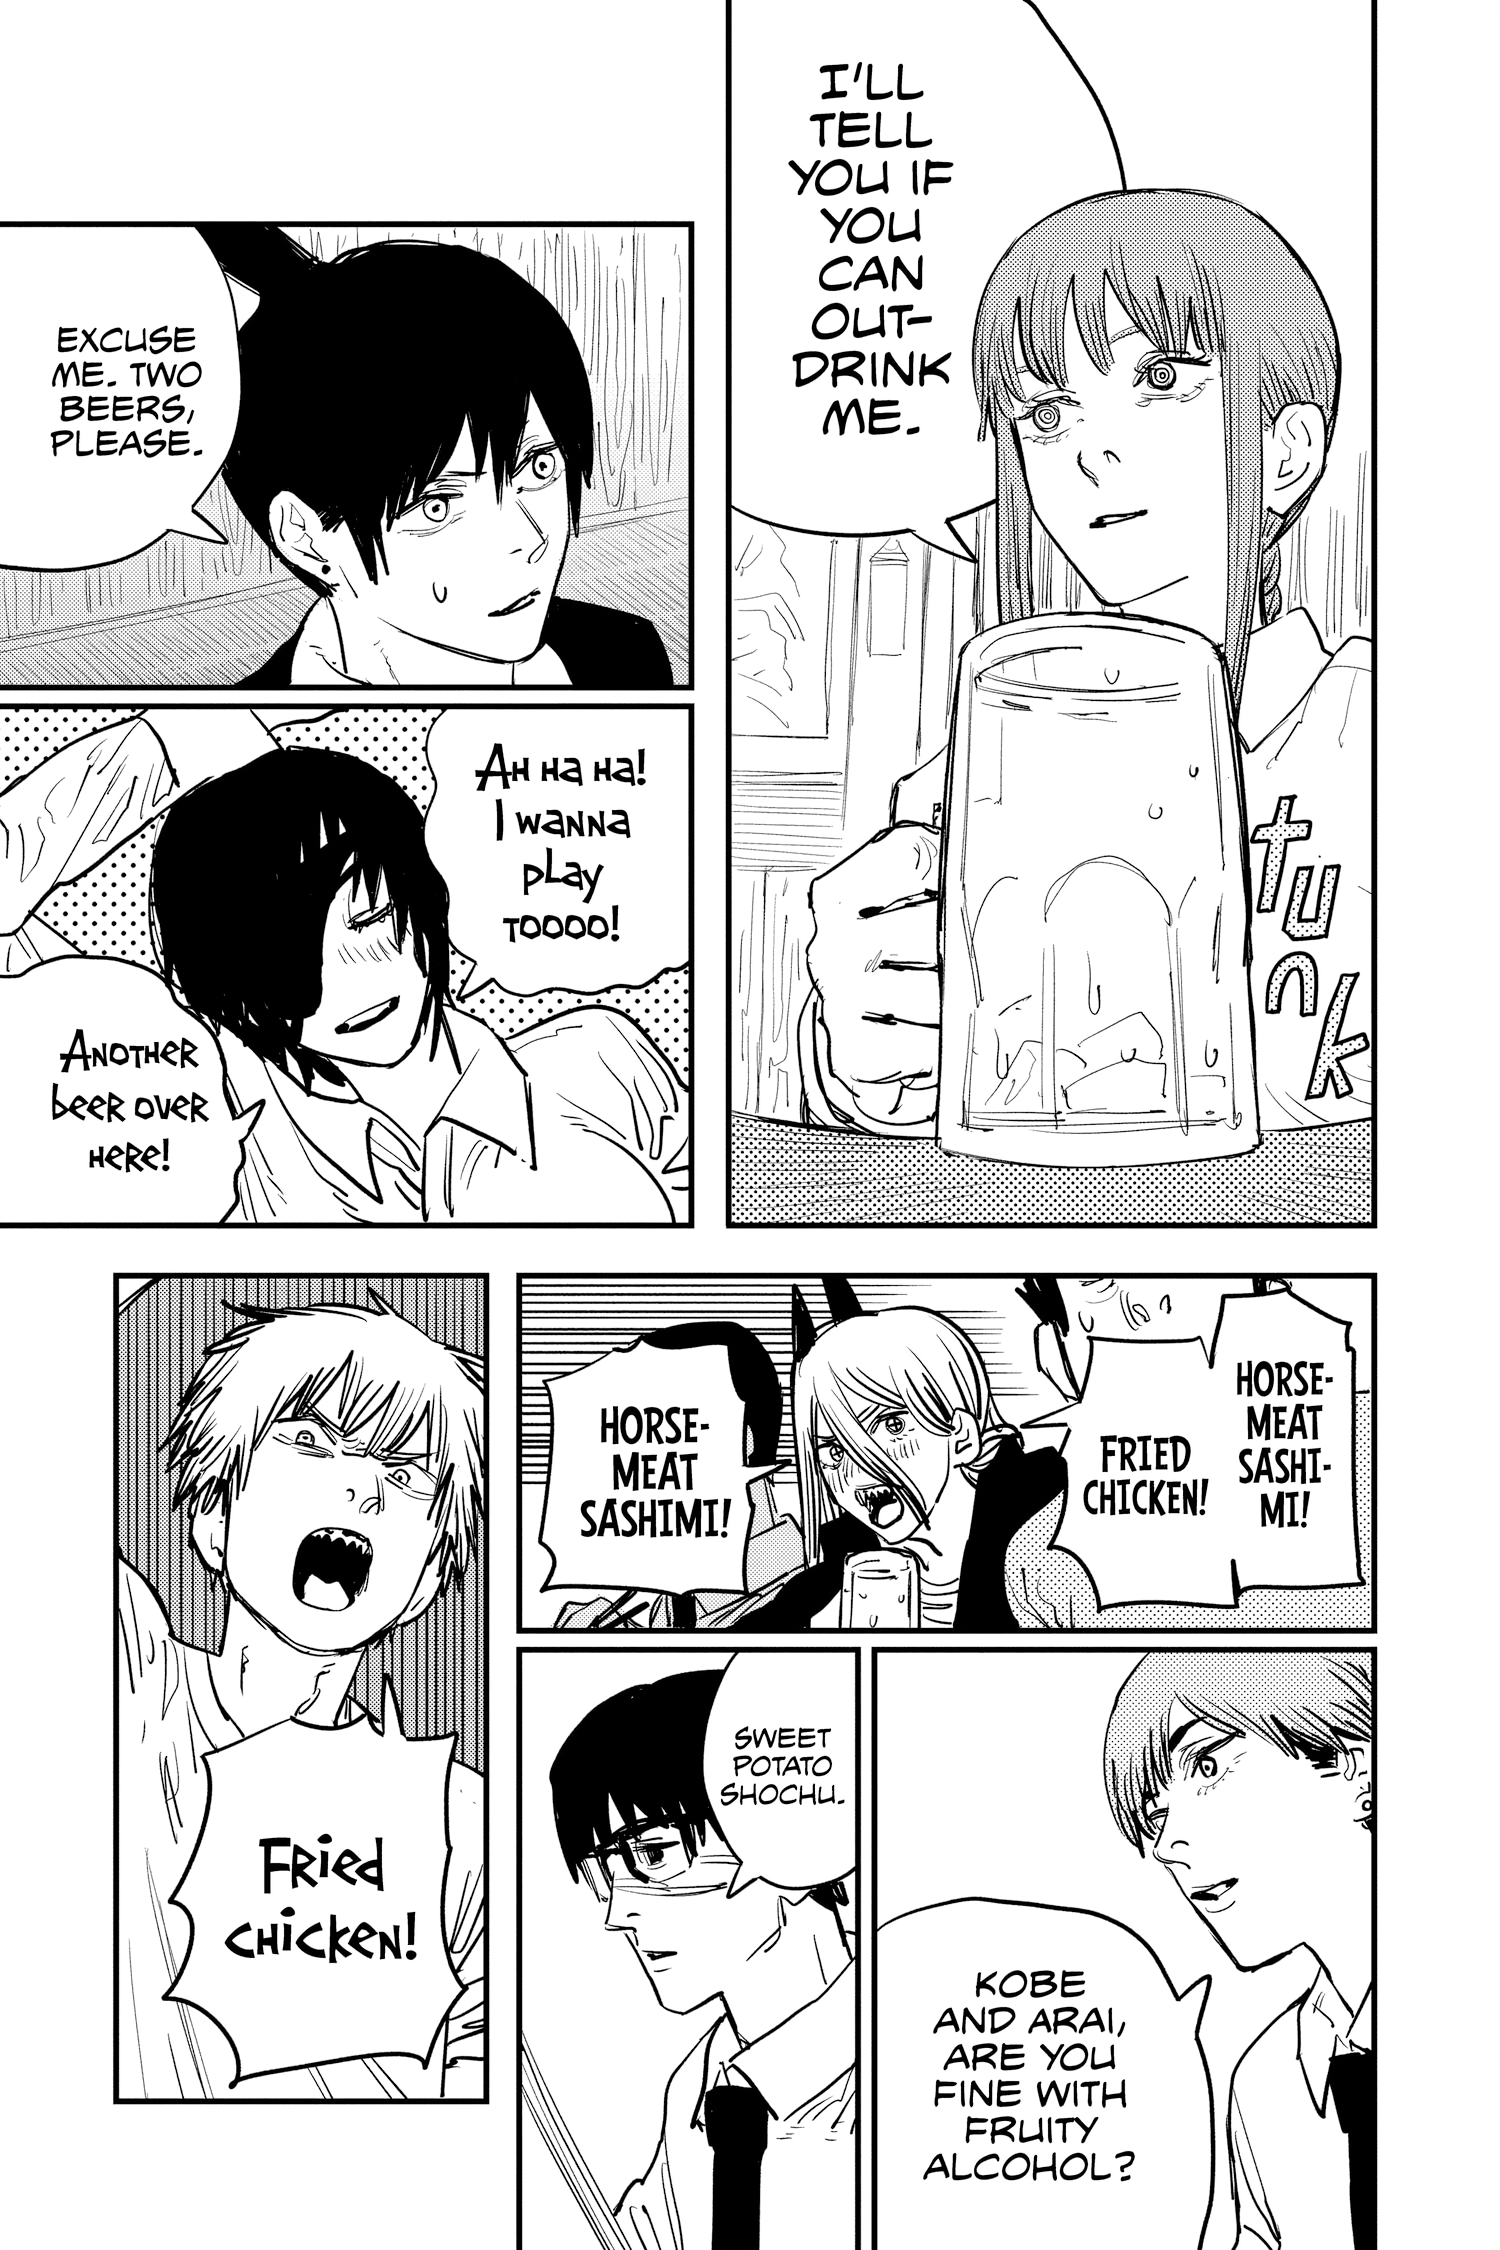 I'LL
TELL
YOU IF
YOU
CAN
OUT-
DRINK
ME.
tunk
EXCUSE
ME. TWO
BEERS,
PLEASE.
AH HA HA!
I WANNA
PLAY
TOOOO!
ANOTHER
BEER OVER
HERE!
HORSE-
MEAT
SASHI-
MI!
FRIED
CHICKEN!
HORSE-
MEAT
SASHIMI!
KOBE
AND ARAI,
ARE YOU
FINE WITH
FRUITY
ALCOHOL?
SWEET
POTATO
SHOCHU.
FRIED
CHICKEN!